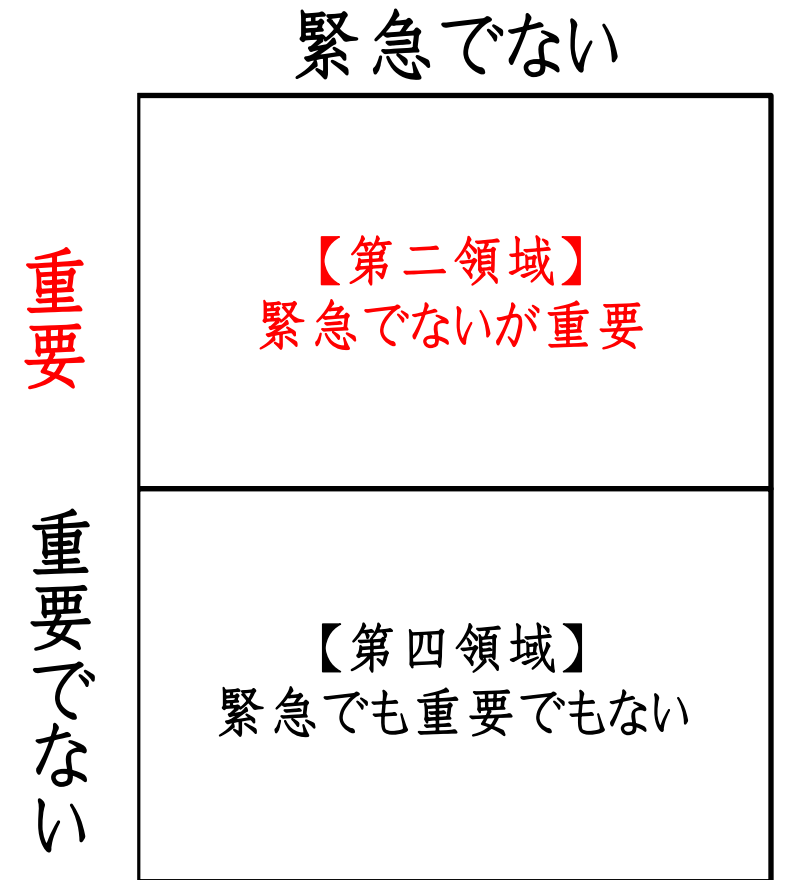 緊急でない
重要
【第二領域】
緊急でないが重要
重要でない
【第四領域】
緊急でも重要でもない